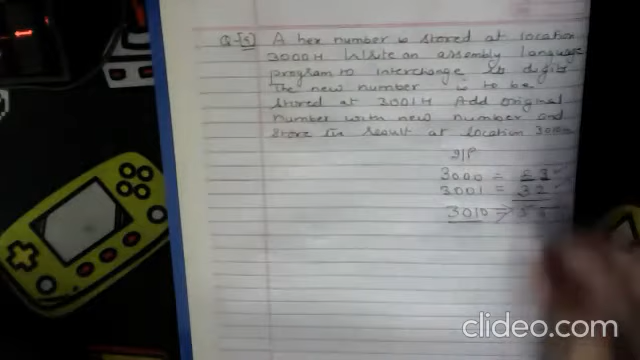 Q-[5] A hex number is stored at location
3000H Write an assembly language
program to interchange its digits
The new number is to be
stored at 3001H Add original
number with new number and
store in result at location
I/P
3000 =
3001 = 32
3010 =
clideo.com